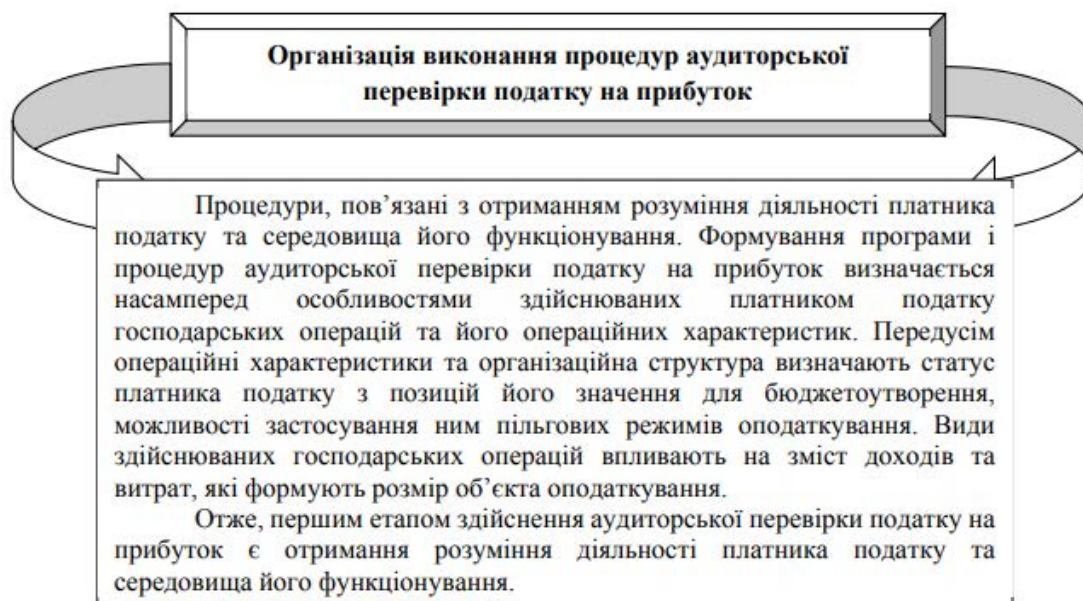 Організація виконання процедур аудиторської
перевірки податку на прибуток
Процедури, пов’язані з отриманням розуміння діяльності платника
податку та середовища його функціонування. Формування програми і
процедур аудиторської перевірки податку на прибуток визначається
насамперед особливостями здійснюваних платником податку
господарських операцій та його операційних характеристик. Передусім
операційні характеристики та організаційна структура визначають статус
платника податку з позицій його значення для бюджетоутворення,
можливості застосування ним пільгових режимів оподаткування. Види
здійснюваних господарських операцій впливають на зміст доходів та
витрат, які формують розмір об’єкта оподаткування.
Отже, першим етапом здійснення аудиторської перевірки податку на
прибуток є отримання розуміння діяльності платника податку та
середовища його функціонування.